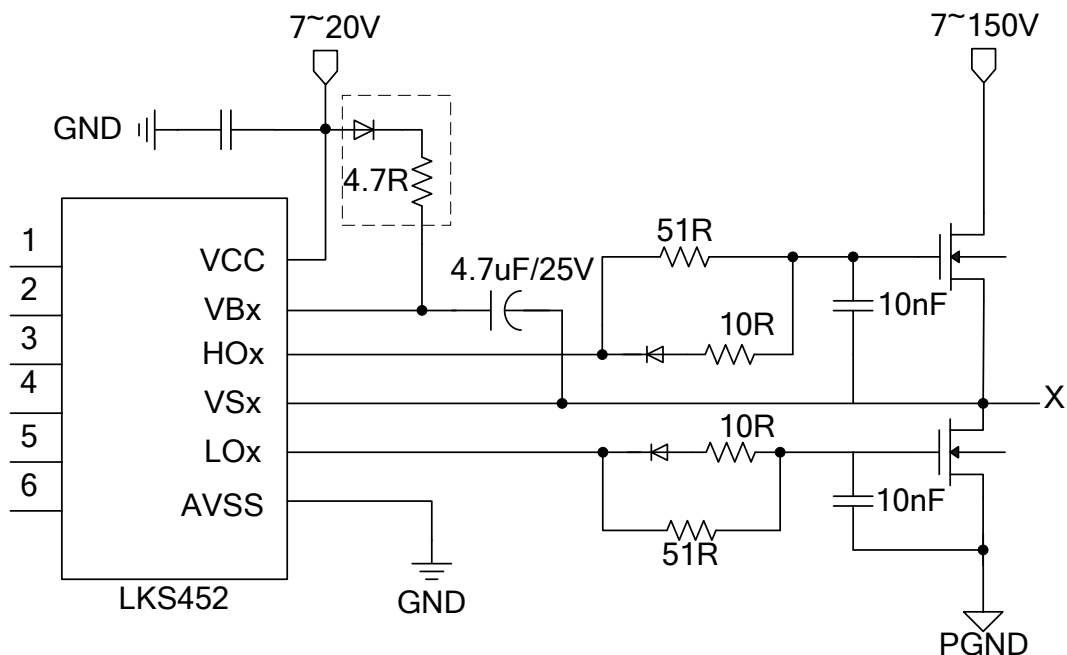 7~20V
7~150V
GND
4.7R
51R
1
VCC
4.7uF/25V
2
VBx
10nF
10R
3
HOx
4
VSx
X
10R
5
LOx
6
AVSS
10nF
51R
LKS452
GND
PGND